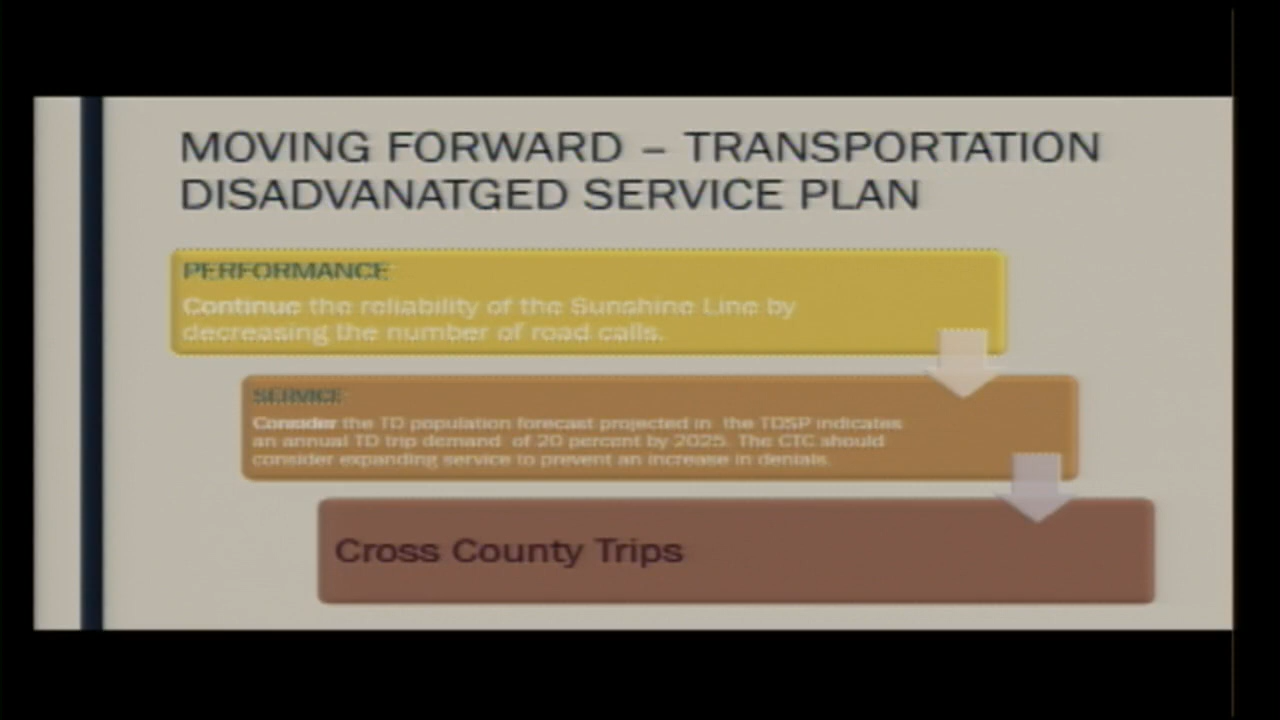 MOVING FORWARD – TRANSPORTATION
DISADVANATGED SERVICE PLAN
PERFORMANCE
Continue the reliability of the Sunshine Line by
decreasing the number of road calls.
SERVICE
Consider the TD population forecast projected in the TDSP indicates
an annual TD trip demand of 20 percent by 2025. The CTC should
consider expanding service to prevent an increase in denials.
Cross County Trips